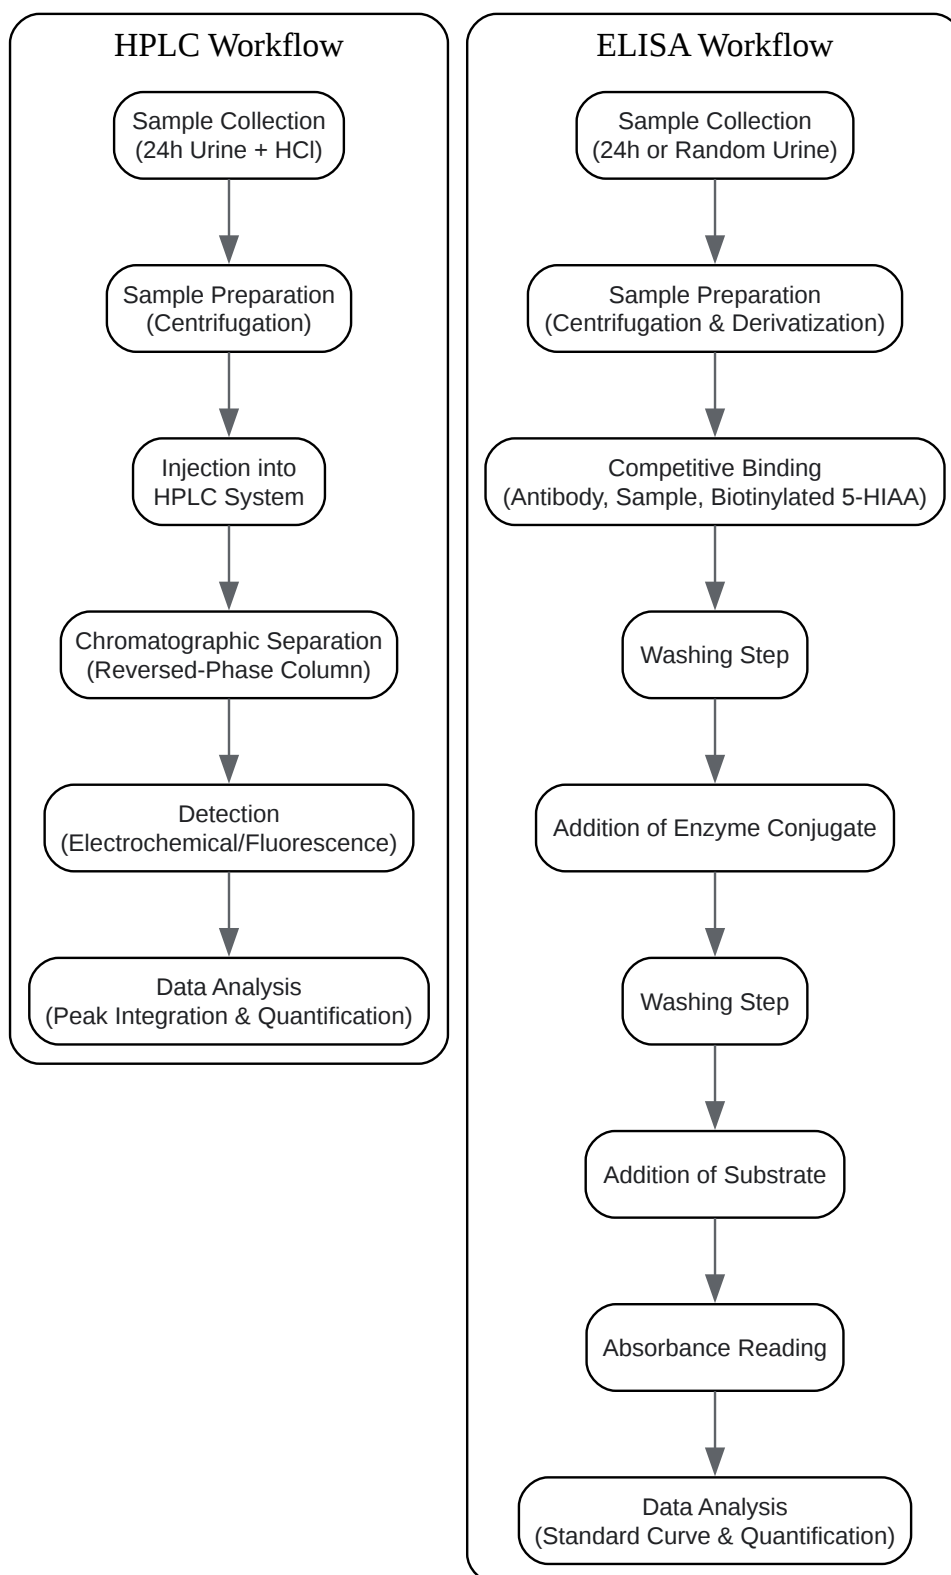 HPLC Workflow
Sample Collection
(24h Urine + HCl)
Sample Preparation
(Centrifugation)
Injection into
HPLC System
Chromatographic Separation
(Reversed-Phase Column)
Detection
(Electrochemical/Fluorescence)
Data Analysis
(Peak Integration & Quantification)
ELISA Workflow
Sample Collection
(24h or Random Urine)
Sample Preparation
(Centrifugation & Derivatization)
Competitive Binding
(Antibody, Sample, Biotinylated 5-HIAA)
Washing Step
Addition of Enzyme Conjugate
Washing Step
Addition of Substrate
Absorbance Reading
Data Analysis
(Standard Curve & Quantification)